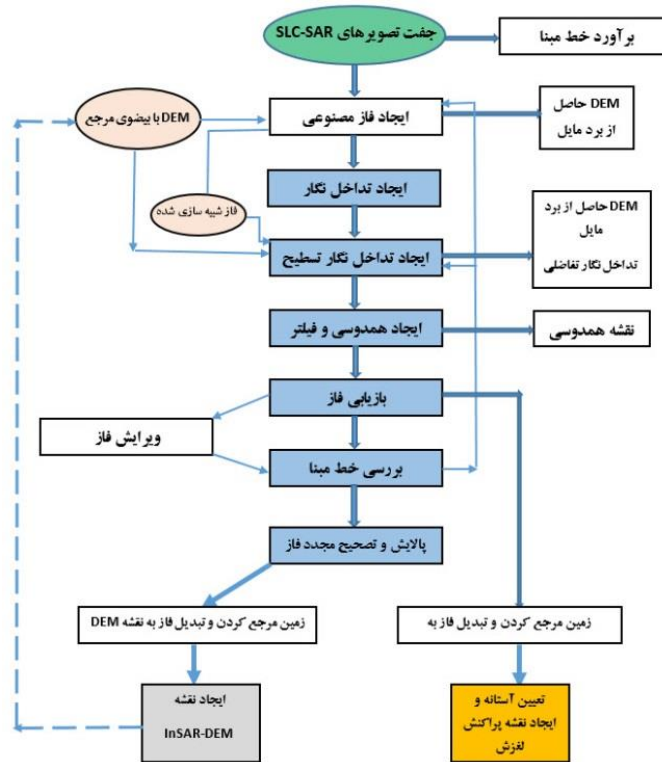 جفت تصویرهای SLC-SAR
برآورد خط مبنا
DEM با بیضوی مرجع
ایجاد فاز مصنوعی
DEM حاصل
از برد مایل
ایجاد تداخل نگار
فاز شبیه سازی شده
ایجاد تداخل نگار تسطیح
DEM حاصل از برد
مایل
تداخل نگار تفاضلی
ایجاد همدوسی و فیلتر
نقشه همدوسی
بازیابی فاز
ویرایش فاز
بررسی خط مبنا
پالایش و تصحیح مجدد فاز
زمین مرجع کردن و تبدیل فاز به نقشه DEM
زمین مرجع کردن و تبدیل فاز به
ایجاد نقشه
InSAR-DEM
تعیین آستانه و
ایجاد نقشه پراکنش
لغزش